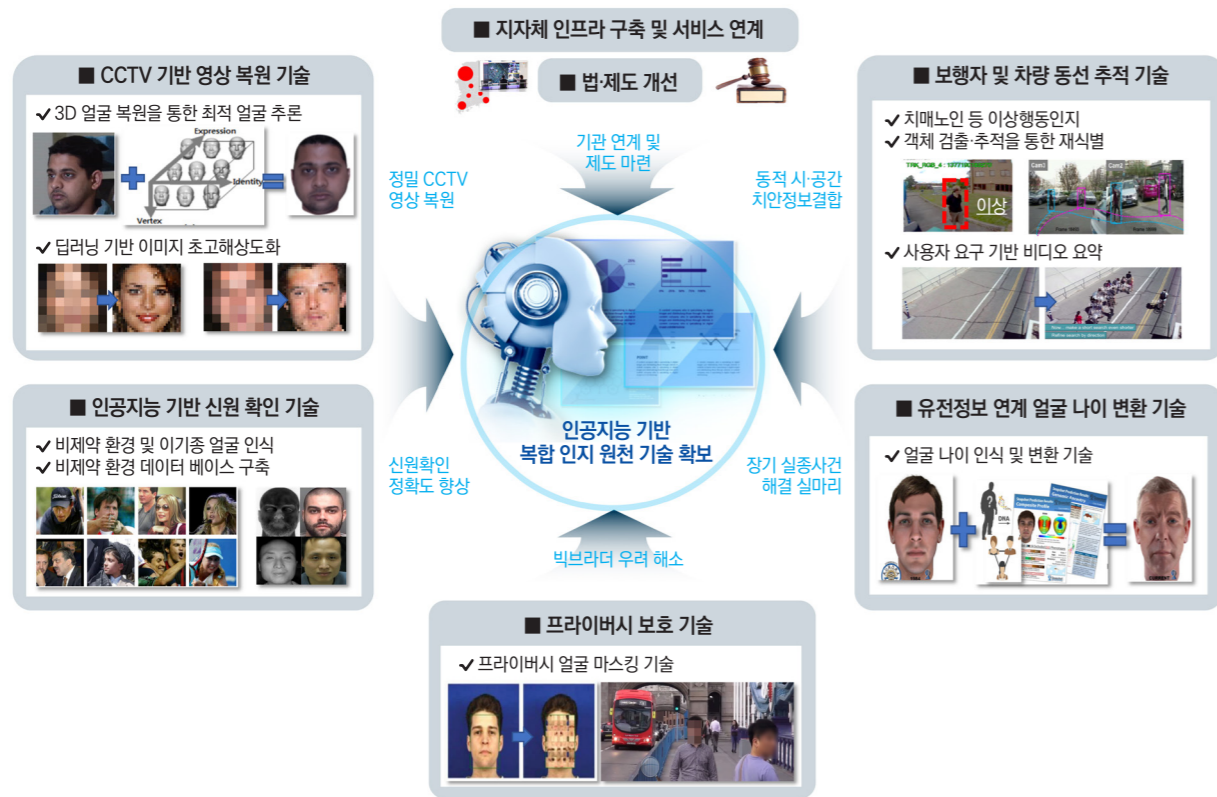 ■ 지자체 인프라 구축 및 서비스 연계
■ 법·제도 개선
■ CCTV 기반 영상 복원 기술
✓ 3D 얼굴 복원을 통한 최적 얼굴 추론
Expression
Identity
Vertex
✓ 딥러닝 기반 이미지 초고해상도화
■ 보행자 및 차량 동선 추적 기술
✓ 치매노인 등 이상행동인지
✓ 객체 검출·추적을 통한 재식별
이상
Cam1
Cam2
✓ 사용자 요구 기반 비디오 요약
Refine search by direction
기관 연계 및
제도 마련
정밀 CCTV
영상 복원
동적 시·공간
치안정보결합
인공지능 기반
복합 인지 원천 기술 확보
신원확인
정확도 향상
장기 실종사건
해결 실마리
빅브라더 우려 해소
■ 인공지능 기반 신원 확인 기술
✓ 비제약 환경 및 이기종 얼굴 인식
✓ 비제약 환경 데이터 베이스 구축
■ 유전정보 연계 얼굴 나이 변환 기술
✓ 얼굴 나이 인식 및 변환 기술
DNA
CURRENT
■ 프라이버시 보호 기술
✓ 프라이버시 얼굴 마스킹 기술